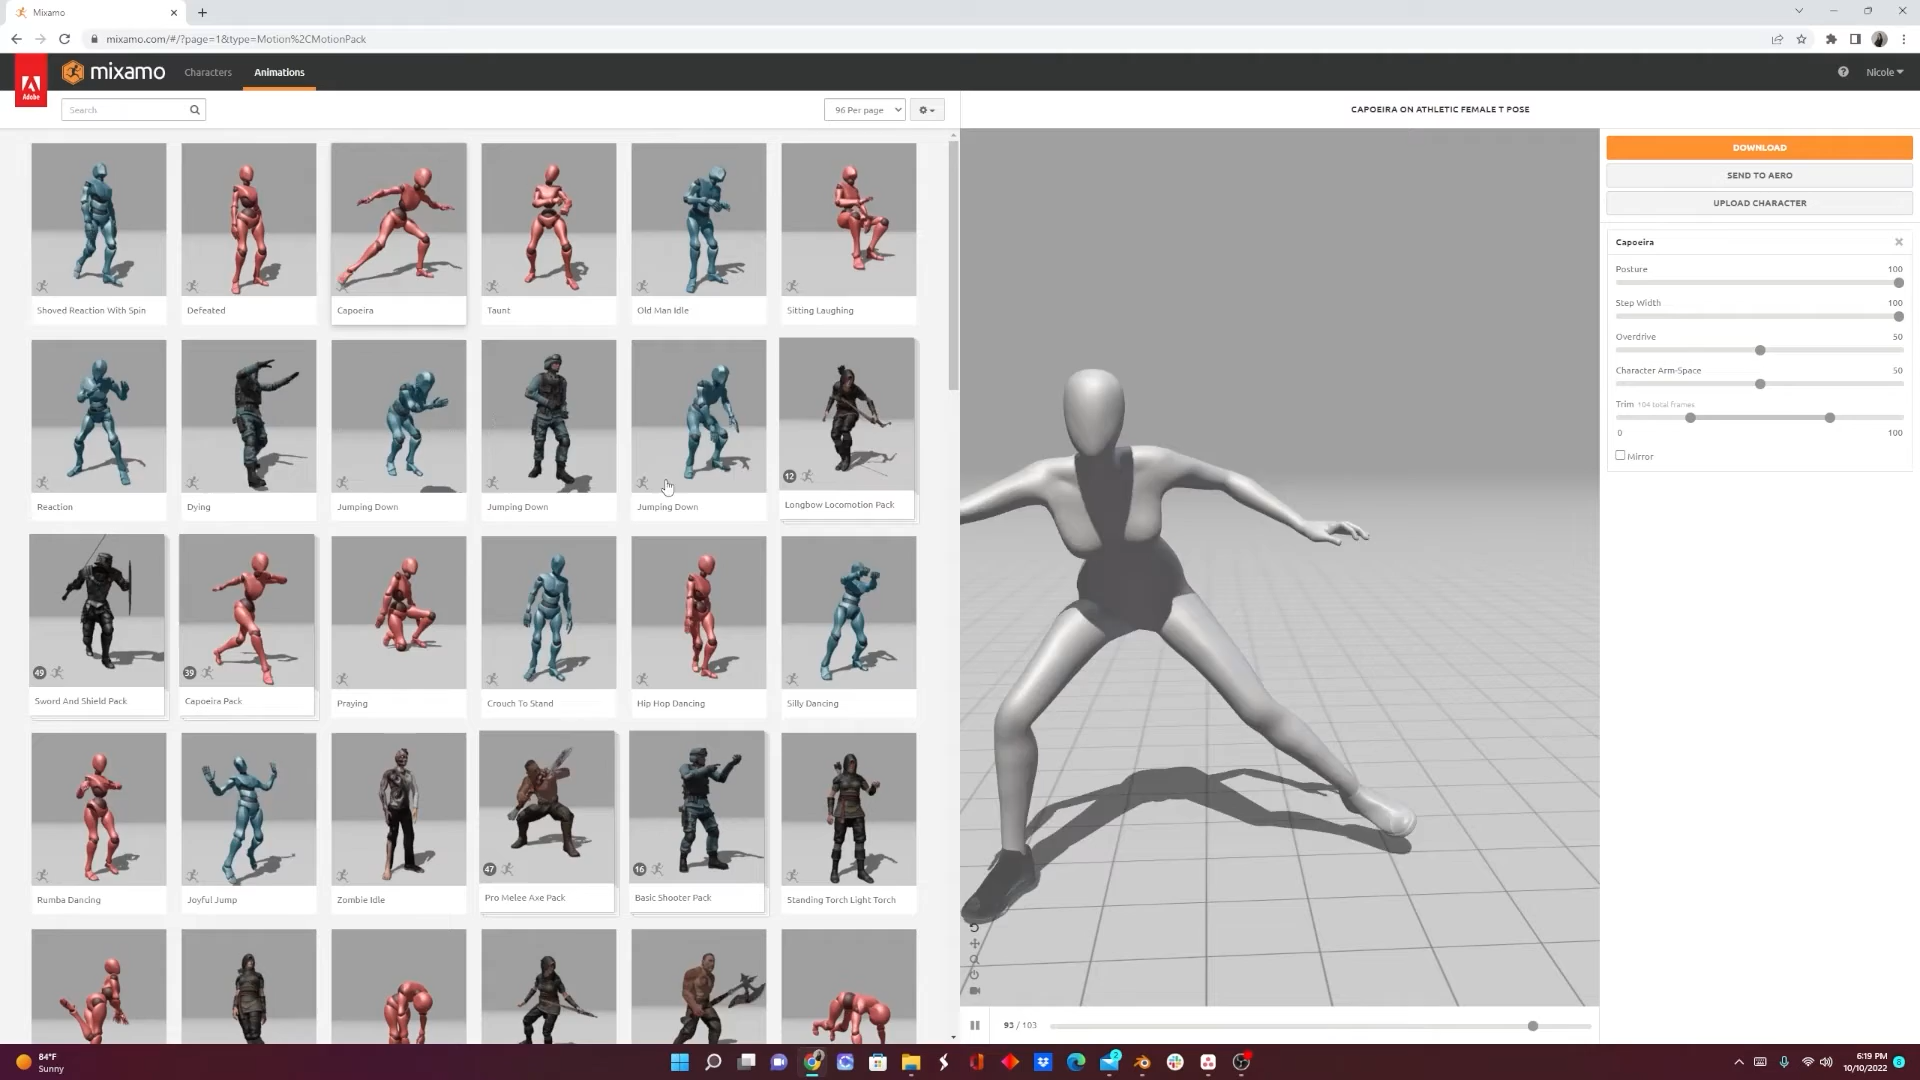 Mixamo
mixamo.com/#/?page=1&type=Motion%2CMotionPack
Adobe
mixamo
Characters
Animations
Nicole
Search
96 Per page
CAPOEIRA ON ATHLETIC FEMALE T POSE
Shoved Reaction With Spin
Defeated
Capoeira
Taunt
Old Man Idle
Sitting Laughing
Reaction
Dying
Jumping Down
Jumping Down
Jumping Down
12
Longbow Locomotion Pack
49
Sword And Shield Pack
39
Capoeira Pack
Praying
Crouch To Stand
Hip Hop Dancing
Silly Dancing
Rumba Dancing
Joyful Jump
Zombie Idle
47
Pro Melee Axe Pack
16
Basic Shooter Pack
Standing Torch Light Torch
DOWNLOAD
SEND TO AERO
UPLOAD CHARACTER
Capoeira
Posture 100
Step Width 100
Overdrive 50
Character Arm-Space 50
Trim 104 total frames
0 100
Mirror
93 / 103
84°F
Sunny
2
6:19 PM
10/10/2022